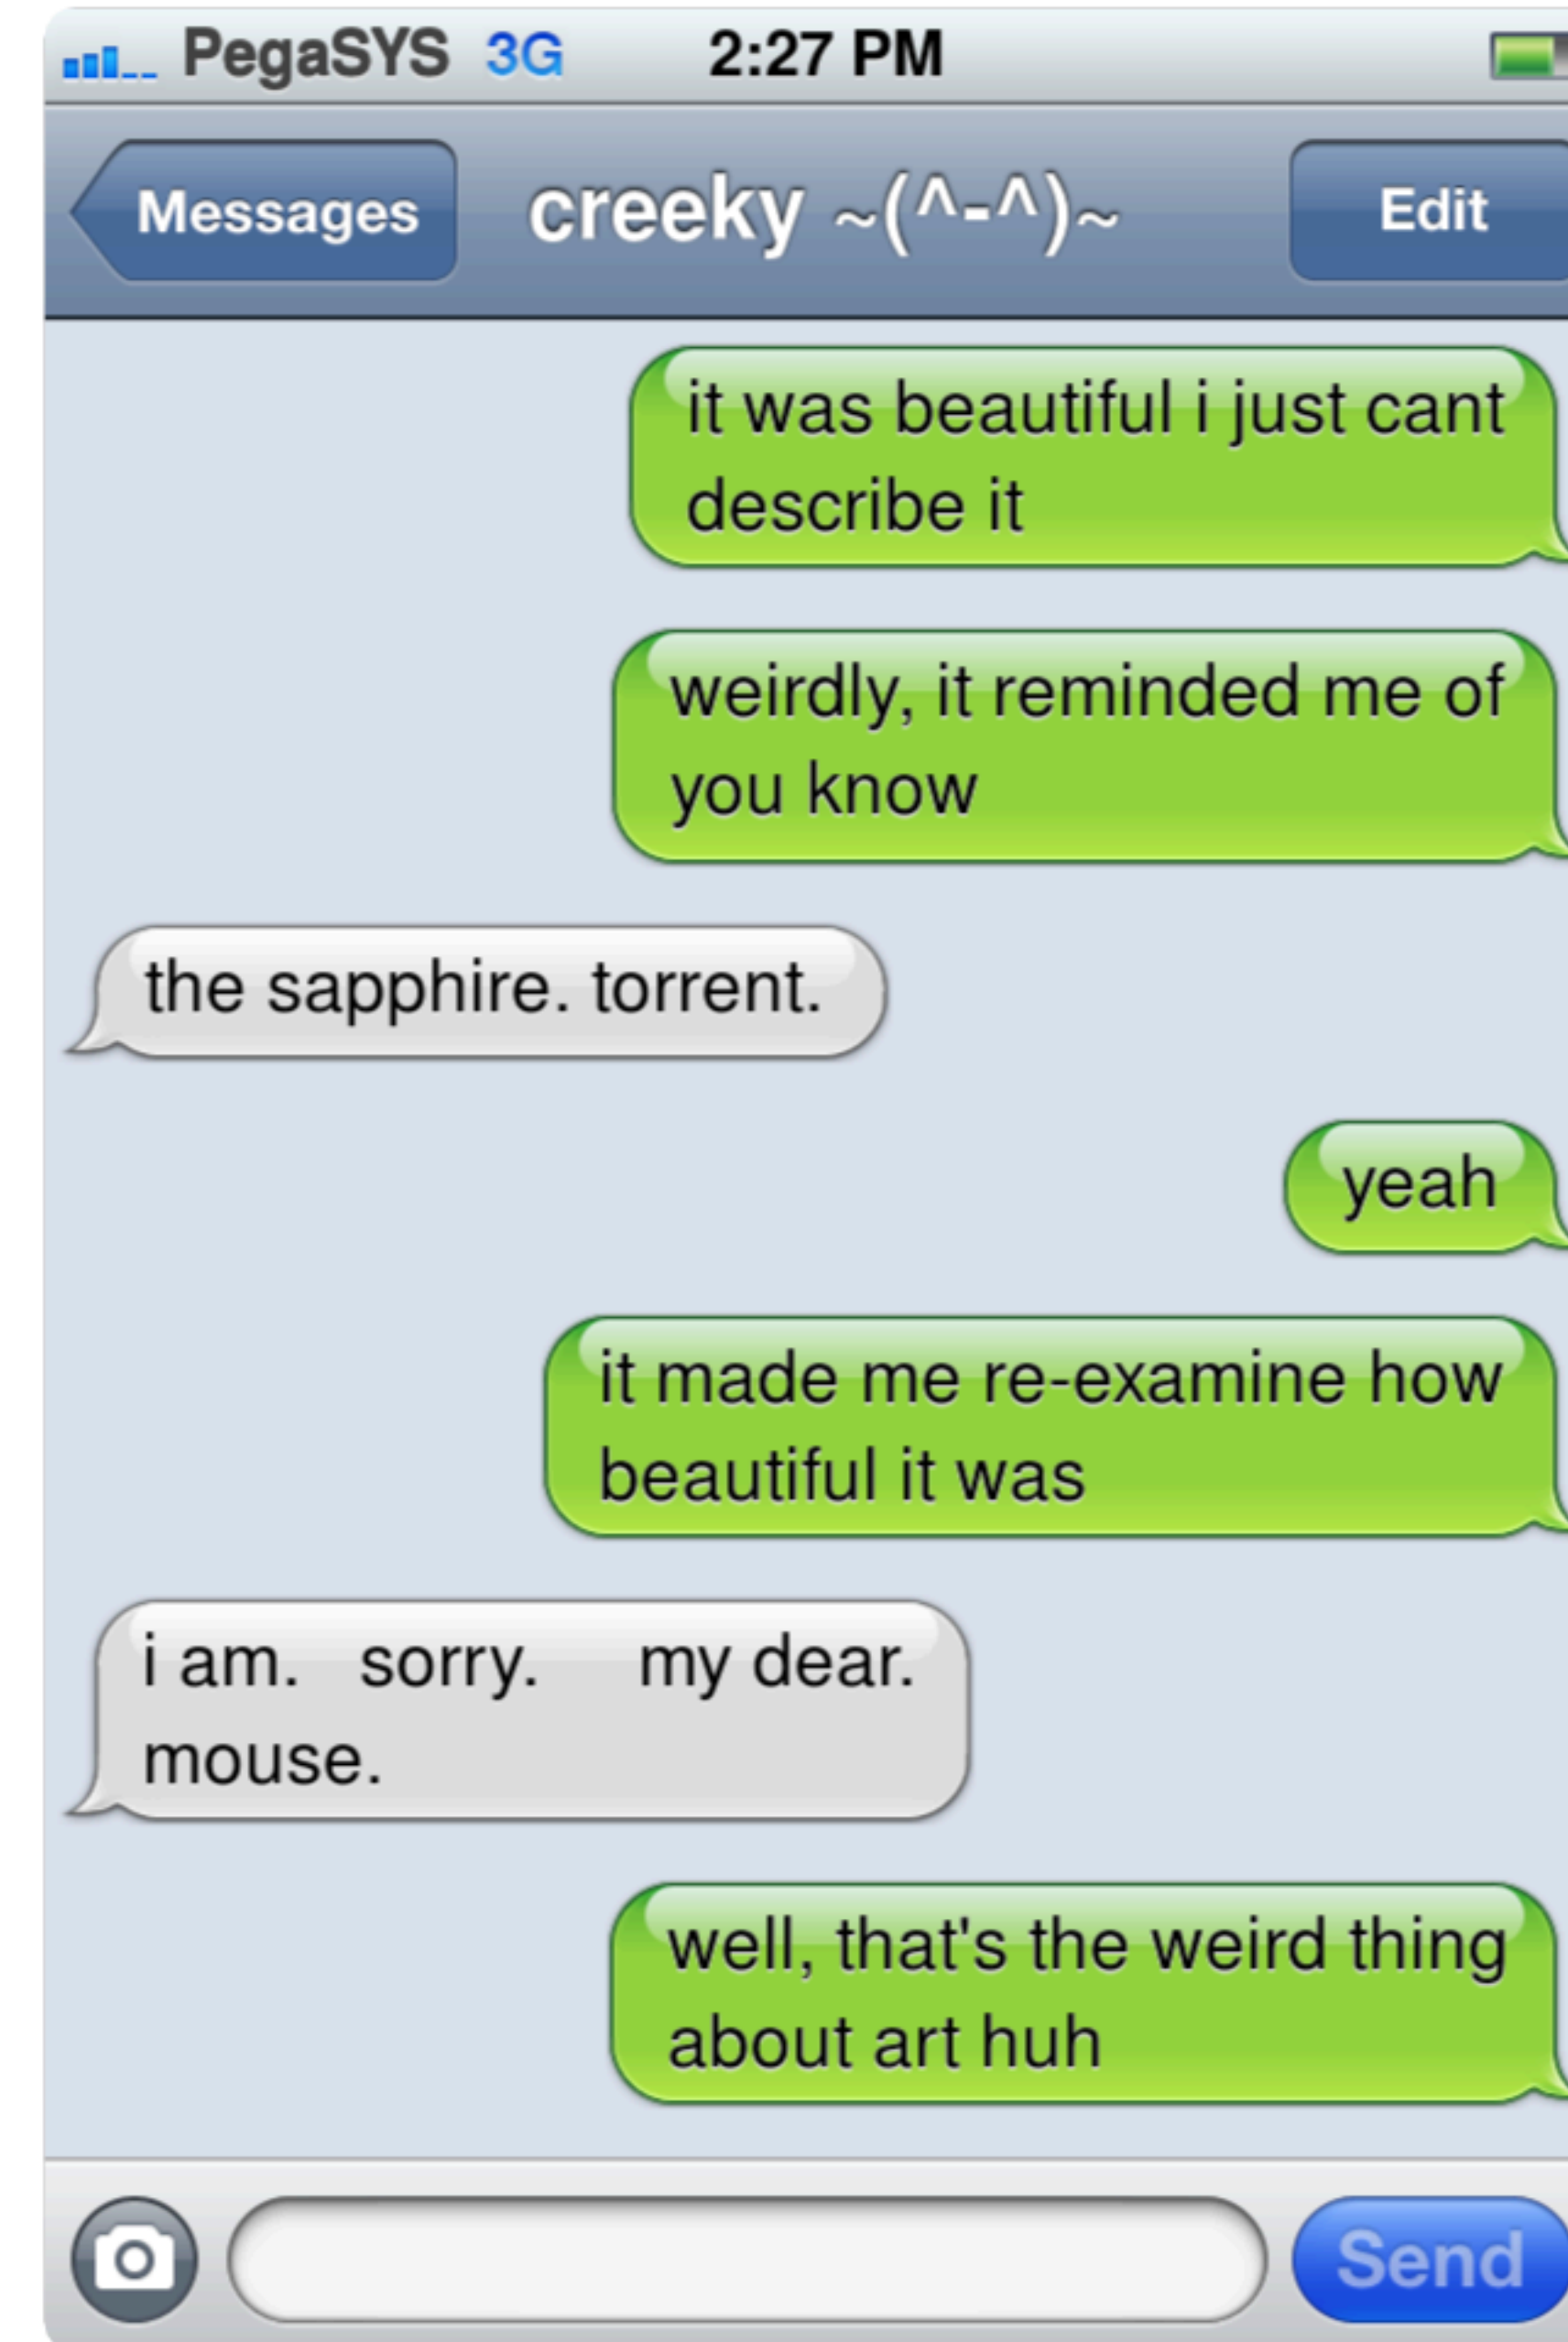 PegaSYS 3G 2:27 PM
Messages creeky ~(^-^)~ Edit
it was beautiful i just cant
describe it
weirdly, it reminded me of
you know
the sapphire. torrent.
yeah
it made me re-examine how
beautiful it was
i am.   sorry.     my dear.
mouse.
well, that's the weird thing
about art huh
Send